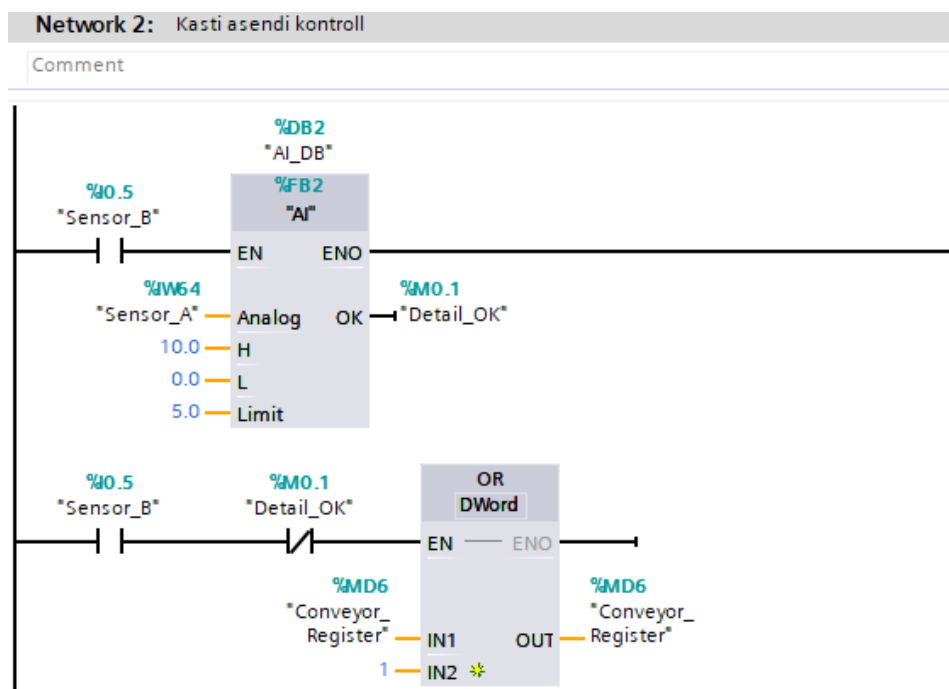 Network 2: Kasti asendi kontroll
Comment
%DB2
"AI_DB"
%I0.5
"Sensor_B"
%FB2
"AI"
EN ENO
%IW64
"Sensor_A"
Analog
OK
%M0.1
"Detail_OK"
10.0 H
0.0 L
5.0 Limit
%I0.5
"Sensor_B"
%M0.1
"Detail_OK"
OR
DWord
EN ENO
%MD6
"Conveyor_
Register"
IN1
OUT
%MD6
"Conveyor_
Register"
1 IN2